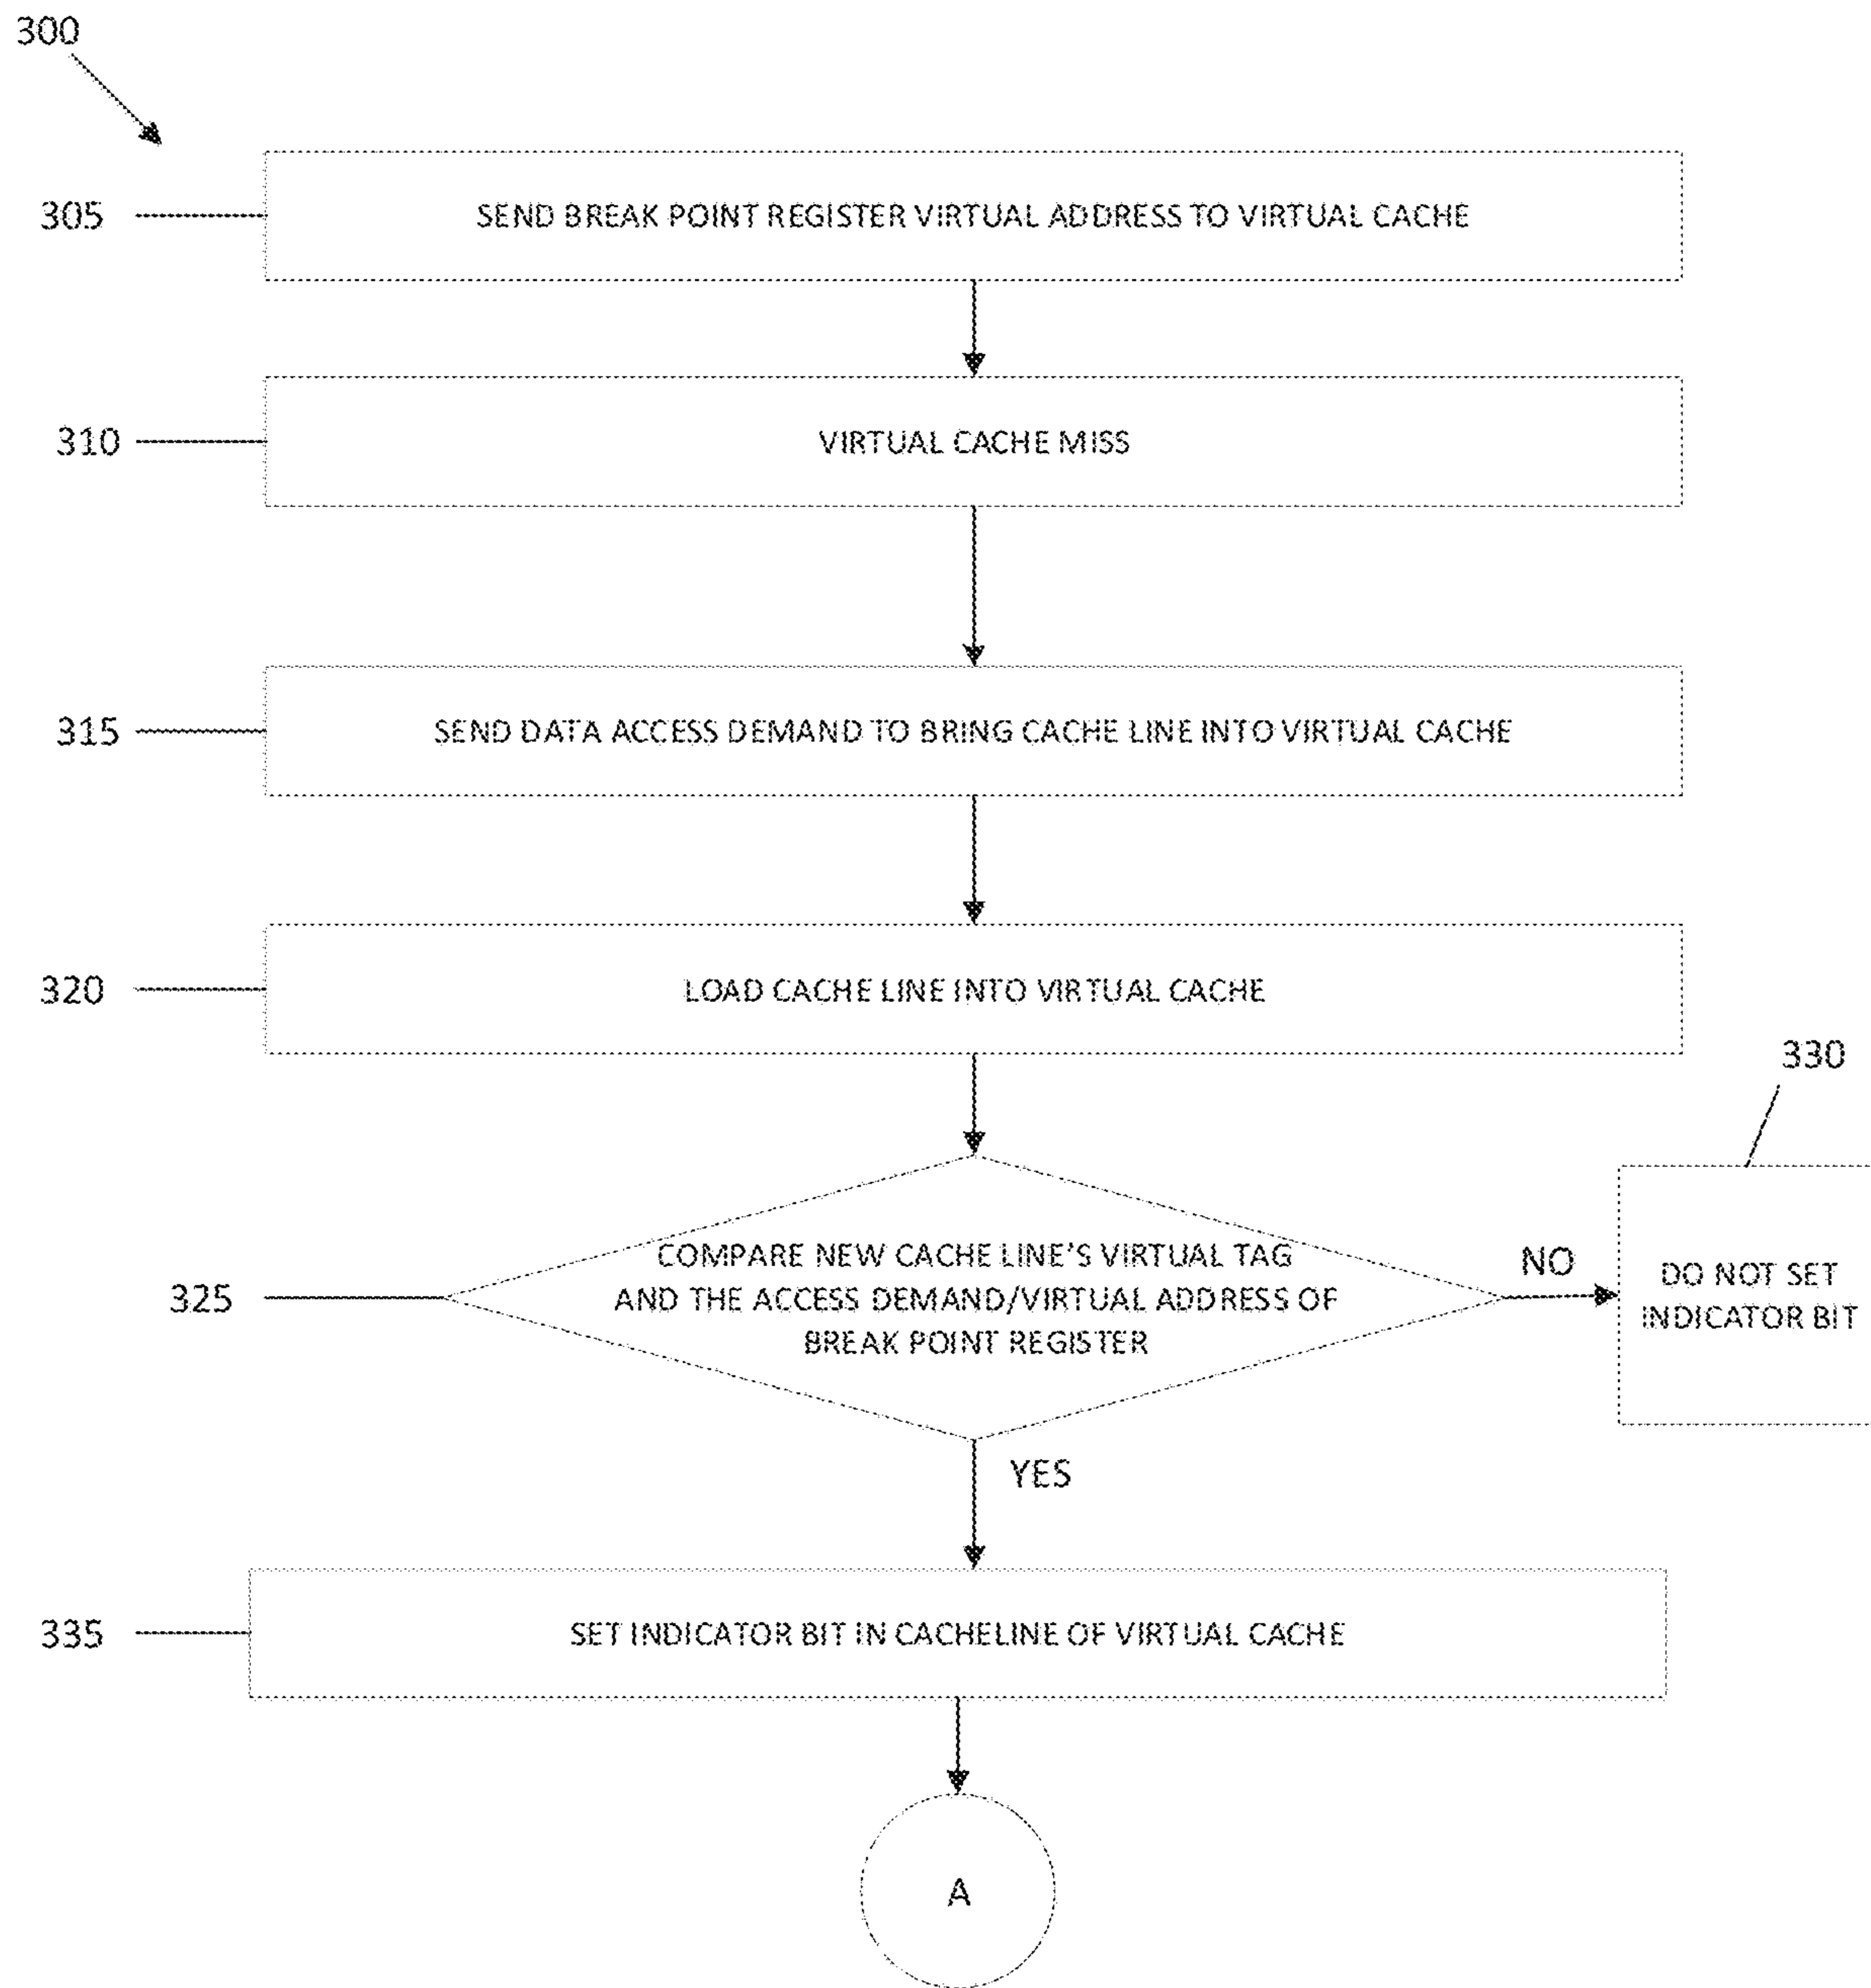 300
305
SEND BREAK POINT REGISTER VIRTUAL ADDRESS TO VIRTUAL CACHE
310
VIRTUAL CACHE MISS
315
SEND DATA ACCESS DEMAND TO BRING CACHE LINE INTO VIRTUAL CACHE
320
LOAD CACHE LINE INTO VIRTUAL CACHE
330
325
COMPARE NEW CACHE LINE'S VIRTUAL TAG
AND THE ACCESS DEMAND/VIRTUAL ADDRESS OF
BREAK POINT REGISTER
NO
DO NOT SET
INDICATOR BIT
YES
335
SET INDICATOR BIT IN CACHELINE OF VIRTUAL CACHE
A